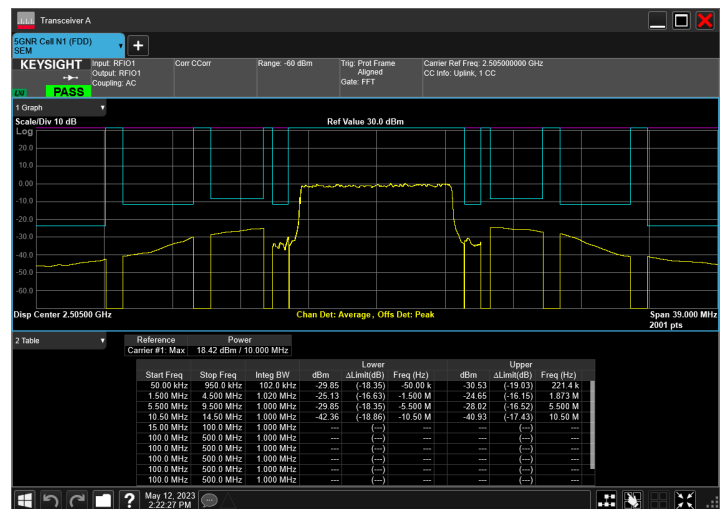 Transceiver A
5GNR Cell N1 (FDD)
SEM
KEYSIGHT
LXI
PASS
Input: RFIO1
Output: RFIO1
Coupling: AC
Corr CCorr
Range: -60 dBm
Trig: Prot Frame
Aligned
Gate: FFT
Carrier Ref Freq: 2.505000000 GHz
CC Info: Uplink, 1 CC
1 Graph
Scale/Div 10 dB
Ref Value 30.0 dBm
Log
20.0
10.0
0.00
-10.0
-20.0
-30.0
-40.0
-50.0
-60.0
Disp Center 2.50500 GHz
Chan Det: Average , Offs Det: Peak
Span 39.000 MHz
2001 pts
2 Table
Reference Power
Carrier #1: Max 18.42 dBm / 10.000 MHz
Lower Upper
Start Freq Stop Freq Integ BW dBm ΔLimit(dB) Freq (Hz) dBm ΔLimit(dB) Freq (Hz)
50.00 kHz 950.0 kHz 102.0 kHz -29.85 (-18.35) -50.00 k -30.53 (-19.03) 221.4 k
1.500 MHz 4.500 MHz 1.020 MHz -25.13 (-16.63) -1.500 M -24.65 (-16.15) 1.873 M
5.500 MHz 9.500 MHz 1.000 MHz -29.85 (-18.35) -5.500 M -28.02 (-16.52) 5.500 M
10.50 MHz 14.50 MHz 1.000 MHz -42.36 (-18.86) -10.50 M -40.93 (-17.43) 10.50 M
15.00 MHz 100.0 MHz 1.000 MHz --- (---) --- --- (---) ---
100.0 MHz 500.0 MHz 1.000 MHz --- (---) --- --- (---) ---
100.0 MHz 500.0 MHz 1.000 MHz --- (---) --- --- (---) ---
100.0 MHz 500.0 MHz 1.000 MHz --- (---) --- --- (---) ---
100.0 MHz 500.0 MHz 1.000 MHz --- (---) --- --- (---) ---
100.0 MHz 500.0 MHz 1.000 MHz --- (---) --- --- (---) ---
May 12, 2023
2:22:27 PM